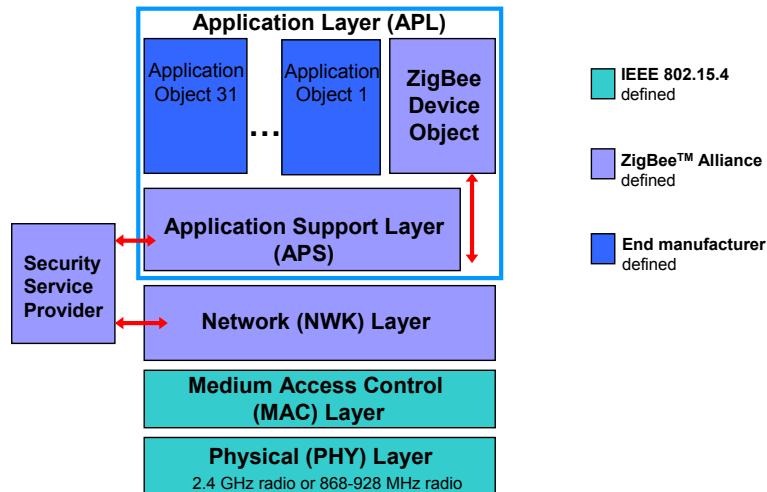 Application Layer (APL)
Application
Object 31
...
Application
Object 1
ZigBee
Device
Object
Application Support Layer
(APS)
Security
Service
Provider
Network (NWK) Layer
Medium Access Control
(MAC) Layer
Physical (PHY) Layer
2.4 GHz radio or 868-928 MHz radio
IEEE 802.15.4
defined
ZigBee™ Alliance
defined
End manufacturer
defined